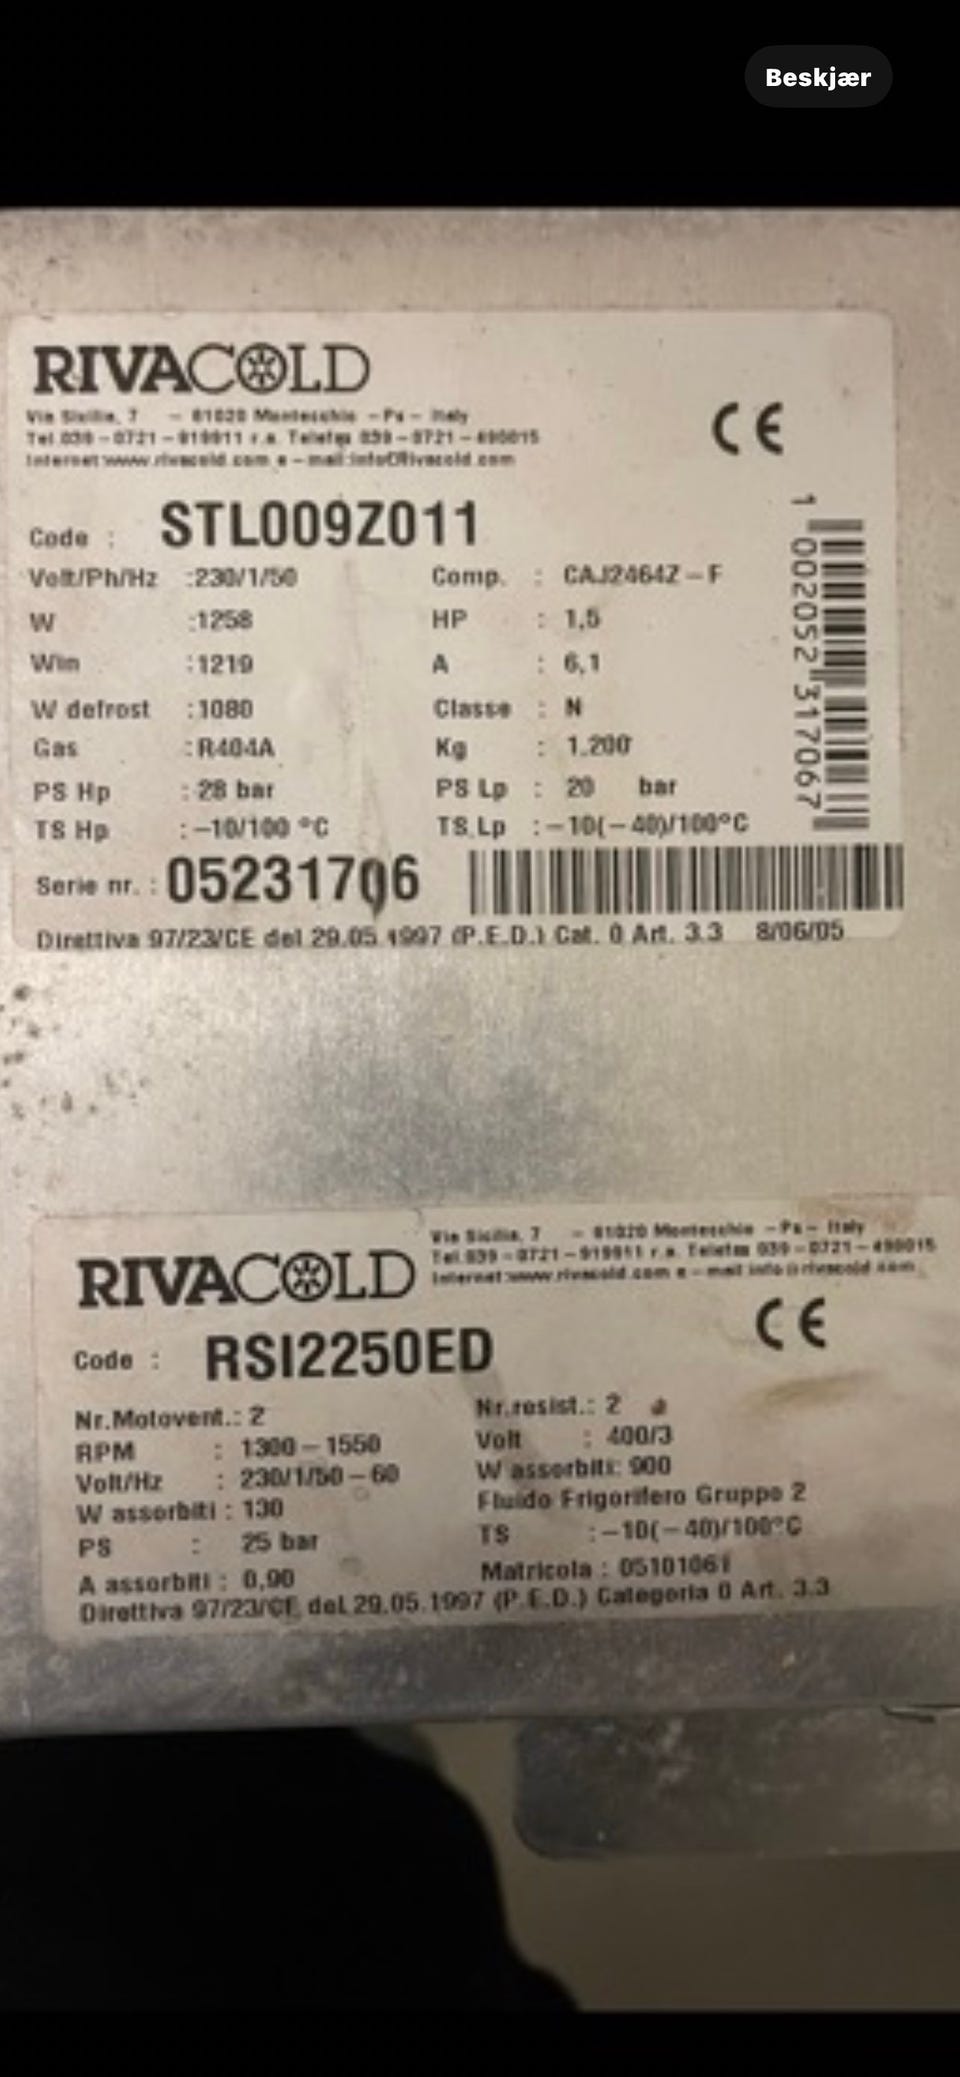 Beskjær
RIVACOLD
Via Sicilia, 7 - 61020 Montecchio - Ps - Italy
Tel.039-0721-919911 r.a. Telefax 039-0721-490015
Internet:www.rivacold.com e-mail:info@Rivacold.com
CE
Code : STL009Z011
Volt/Ph/Hz :230/1/50 Comp. : CAJ2464Z-F
W :1258 HP : 1,5
Win :1219 A : 6,1
W defrost :1080 Classe : N
Gas :R404A Kg : 1.200
PS Hp :28 bar PS Lp : 20 bar
TS Hp :-10/100 °C TS Lp :-10(-40)/100°C
Serie nr. : 05231706
1 002052 317067
Direttiva 97/23/CE del 29.05.1997 (P.E.D.) Cat. 0 Art. 3.3 8/06/05
RIVACOLD
Via Sicilia, 7 - 61020 Montecchio - Ps - Italy
Tel.039-0721-919911 r.a. Telefax 039-0721-490015
Internet:www.rivacold.com e-mail:info@rivacold.com
CE
Code : RSI2250ED
Nr.Motovent.: 2 Nr.resist.: 2
RPM : 1300-1550 Volt : 400/3
Volt/Hz : 230/1/50-60 W assorbiti: 900
W assorbiti : 130 Fluido Frigorifero Gruppo 2
PS : 25 bar TS :-10(-40)/100°C
A assorbiti : 0,90 Matricola : 05101061
Direttiva 97/23/CE del 29.05.1997 (P.E.D.) Categoria 0 Art. 3.3